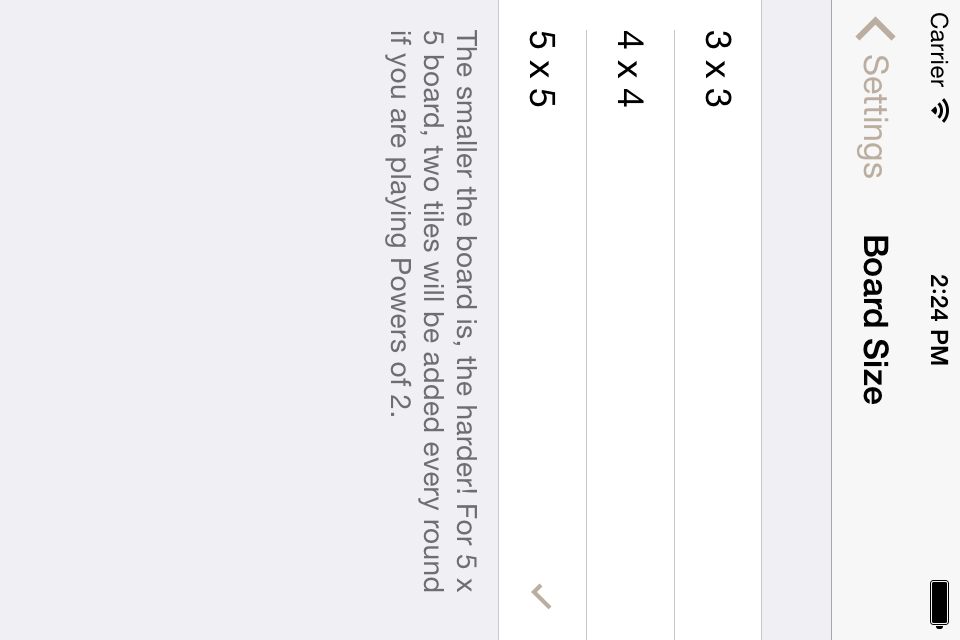 Carrier 2:24 PM
Settings Board Size
3 x 3
4 x 4
5 x 5
The smaller the board is, the harder! For 5 x
5 board, two tiles will be added every round
if you are playing Powers of 2.